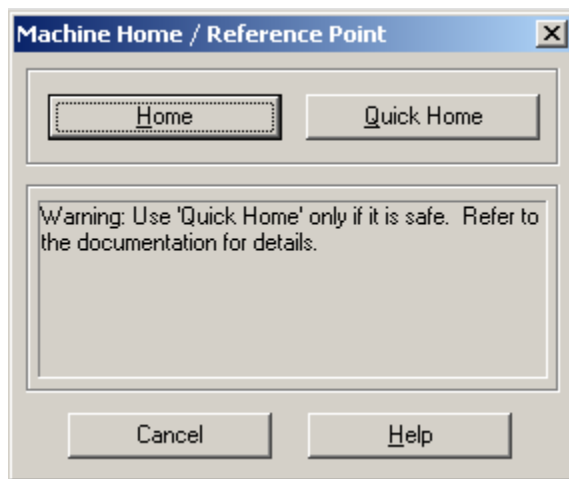 Machine Home / Reference Point
Home
Quick Home
Warning: Use 'Quick Home' only if it is safe.  Refer to
the documentation for details.
Cancel
Help